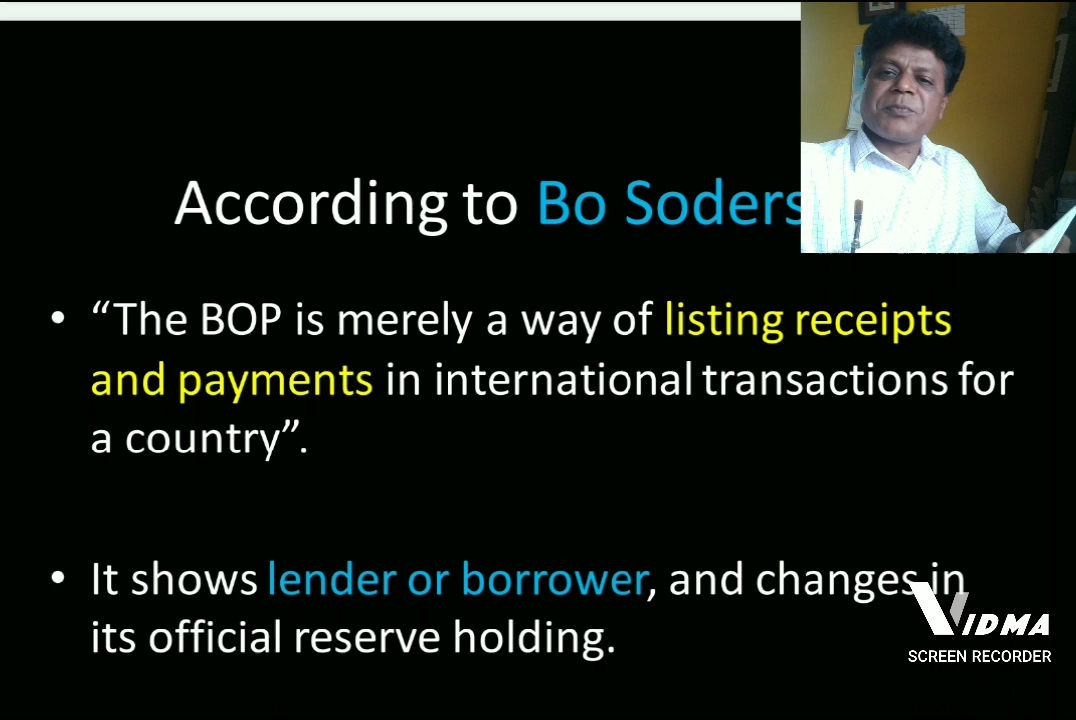 According to Bo Soders
• “The BOP is merely a way of listing receipts
and payments in international transactions for
a country”.
• It shows lender or borrower, and changes in
its official reserve holding.
VIDMA
SCREEN RECORDER